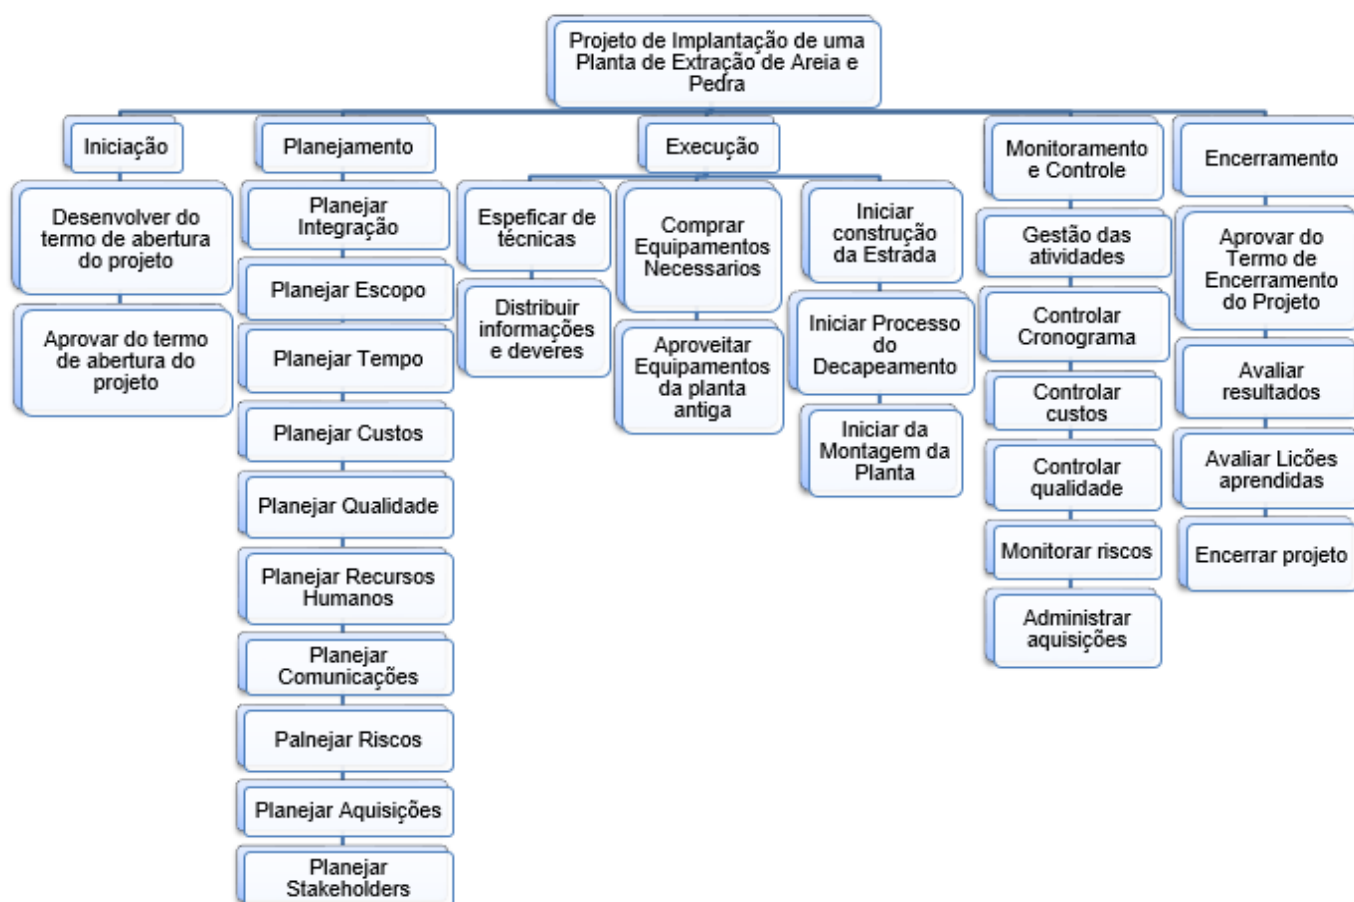 Projeto de Implantação de uma
Planta de Extração de Areia e
Pedra
Iniciação
Desenvolver do
termo de abertura
do projeto
Aprovar do termo
de abertura do
projeto
Planejamento
Planejar
Integração
Planejar Escopo
Planejar Tempo
Planejar Custos
Planejar Qualidade
Planejar Recursos
Humanos
Planejar
Comunicações
Palnejar Riscos
Planejar Aquisições
Planejar
Stakeholders
Execução
Espeficar de
técnicas
Distribuir
informações
e deveres
Comprar
Equipamentos
Necessarios
Aproveitar
Equipamentos
da planta
antiga
Iniciar
construção
da Estrada
Iniciar Processo
do
Decapeamento
Iniciar da
Montagem da
Planta
Monitoramento
e Controle
Gestão das
atividades
Controlar
Cronograma
Controlar
custos
Controlar
qualidade
Monitorar riscos
Administrar
aquisições
Encerramento
Aprovar do
Termo de
Encerramento
do Projeto
Avaliar
resultados
Avaliar Licões
aprendidas
Encerrar projeto